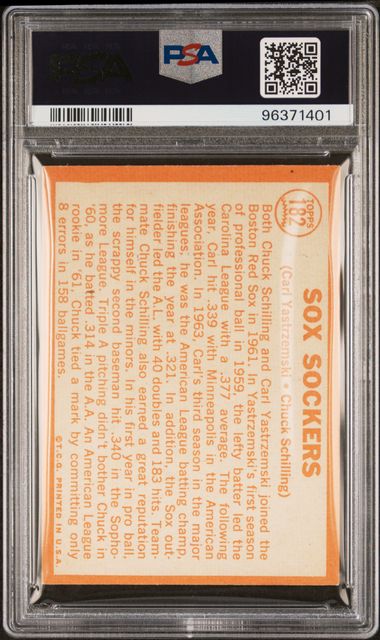 PSA
PSA
96371401
TOPPS
182
SOX SOCKERS
(Carl Yastrzemski • Chuck Schilling)
Both Chuck Schilling and Carl Yastrzemski joined the
Boston Red Sox in 1961. In Yastrzemski's first season
of professional ball in 1959, the lefty batter led the
Carolina League with a .377 average. The following
year, Carl hit .339 with Minneapolis in the American
Association. In 1963, Carl's third season in the major
leagues, he was the American League batting champ,
finishing the year at .321. In addition, the Sox out-
fielder led the A.L. with 40 doubles and 183 hits. Team-
mate Chuck Schilling also earned a great reputation
for himself in the minors. In his first year in pro ball,
the scrappy second baseman hit .340 in the Sopho-
more League. Triple A pitching didn't bother Chuck in
'60, as he batted .314 in the A.A. An American League
rookie in '61, Chuck tied a mark by committing only
8 errors in 158 ballgames.
©T.C.G. PRINTED IN U.S.A.